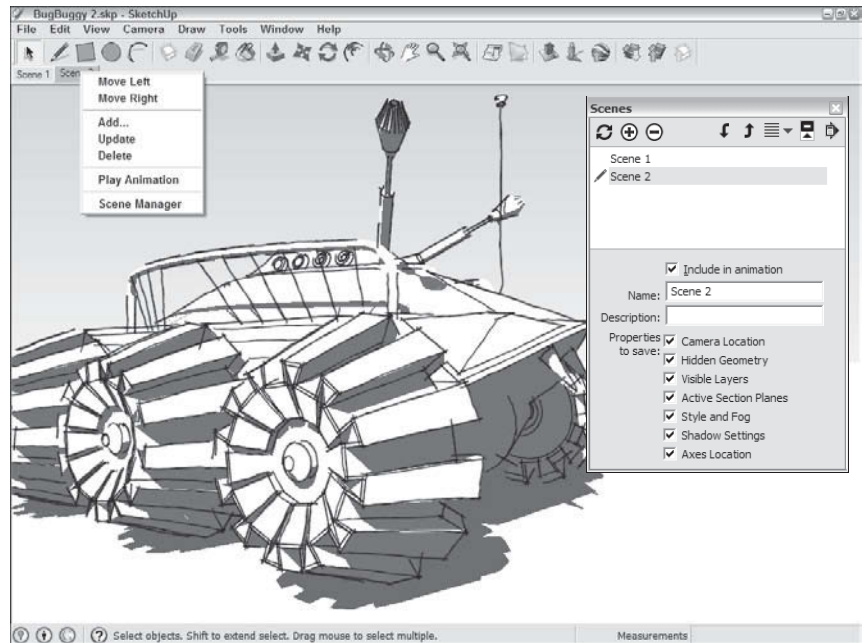 BugBuggy 2.skp - SketchUp
File Edit View Camera Draw Tools Window Help
Scene 1
Move Left
Move Right
Add...
Update
Delete
Play Animation
Scene Manager
Scenes
Scene 1
Scene 2
Include in animation
Name: Scene 2
Description:
Properties to save:
Camera Location
Hidden Geometry
Visible Layers
Active Section Planes
Style and Fog
Shadow Settings
Axes Location
Select objects. Shift to extend select. Drag mouse to select multiple.
Measurements